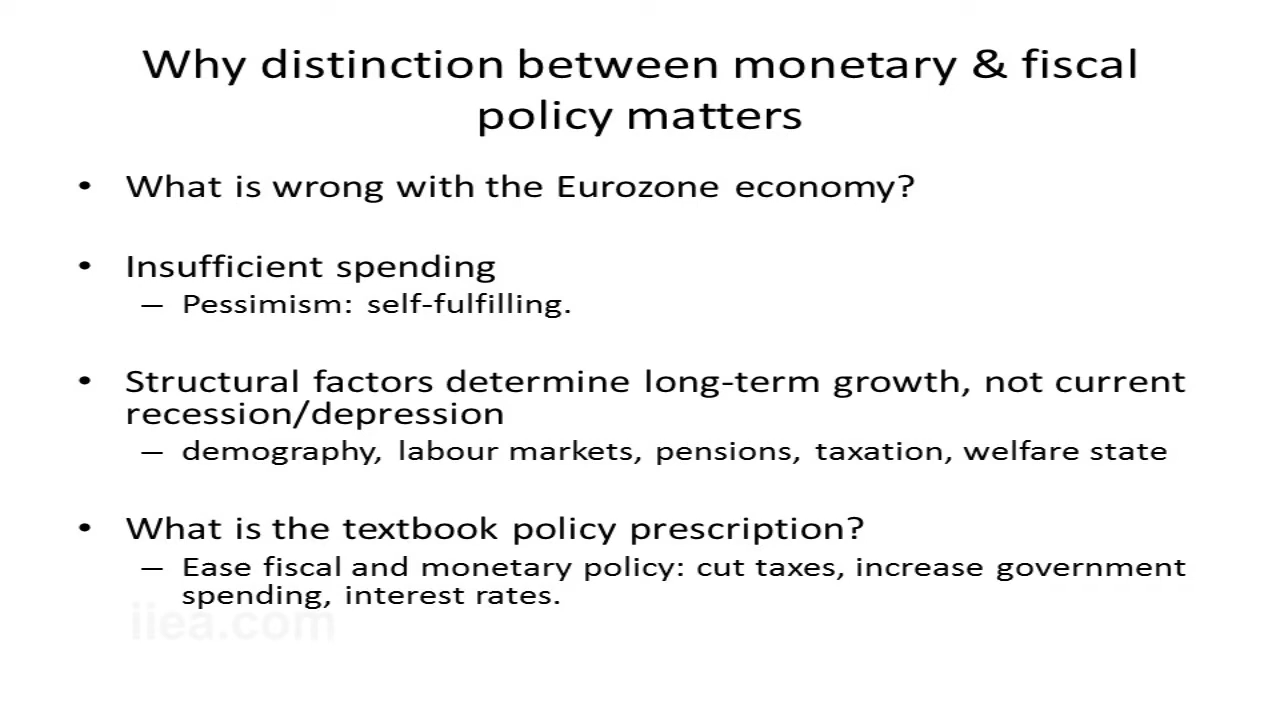 Why distinction between monetary & fiscal
policy matters
• What is wrong with the Eurozone economy?
• Insufficient spending
– Pessimism: self-fulfilling.
• Structural factors determine long-term growth, not current
recession/depression
– demography, labour markets, pensions, taxation, welfare state
• What is the textbook policy prescription?
– Ease fiscal and monetary policy: cut taxes, increase government
spending, interest rates.
iiea.com